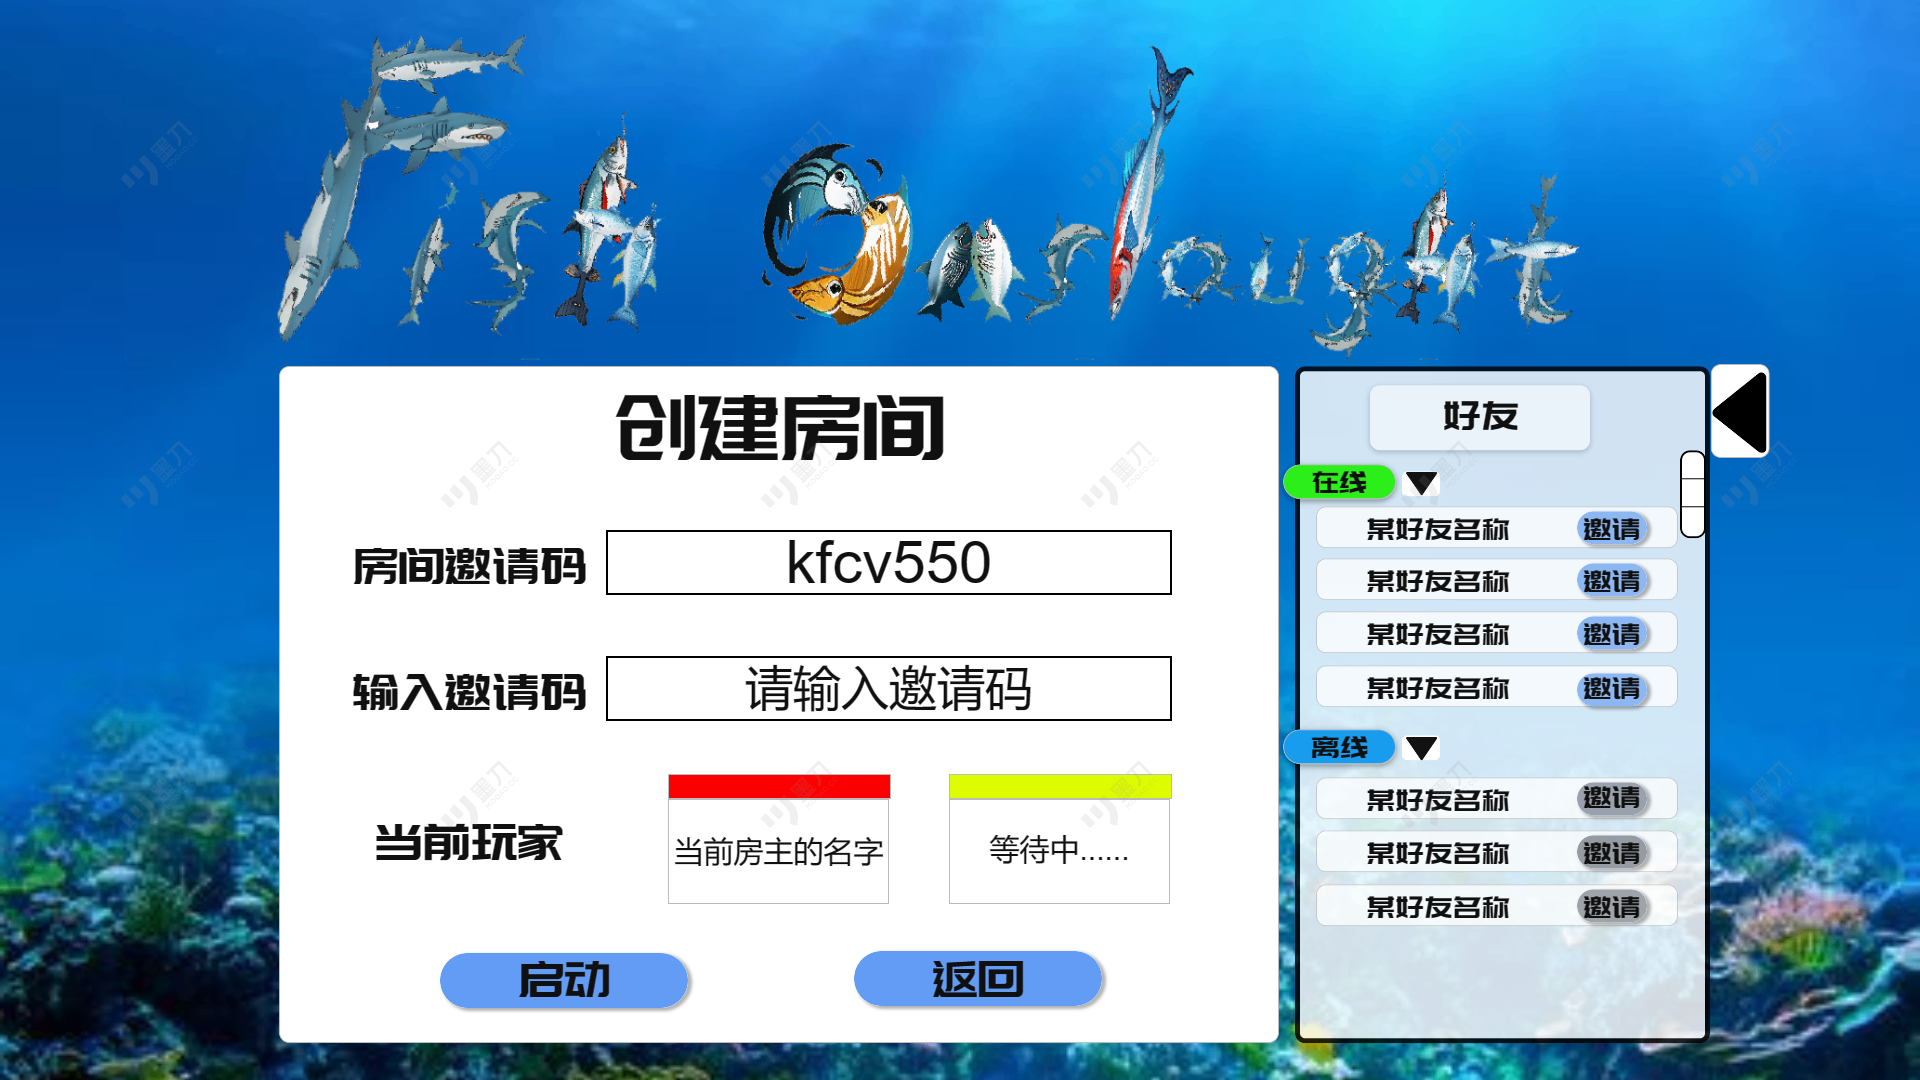 Fish Onslaught
创建房间
房间邀请码
kfcv550
输入邀请码
请输入邀请码
当前玩家
当前房主的名字
等待中......
启动
返回
好友
在线
某好友名称 邀请
某好友名称 邀请
某好友名称 邀请
某好友名称 邀请
离线
某好友名称 邀请
某好友名称 邀请
某好友名称 邀请
墨刀